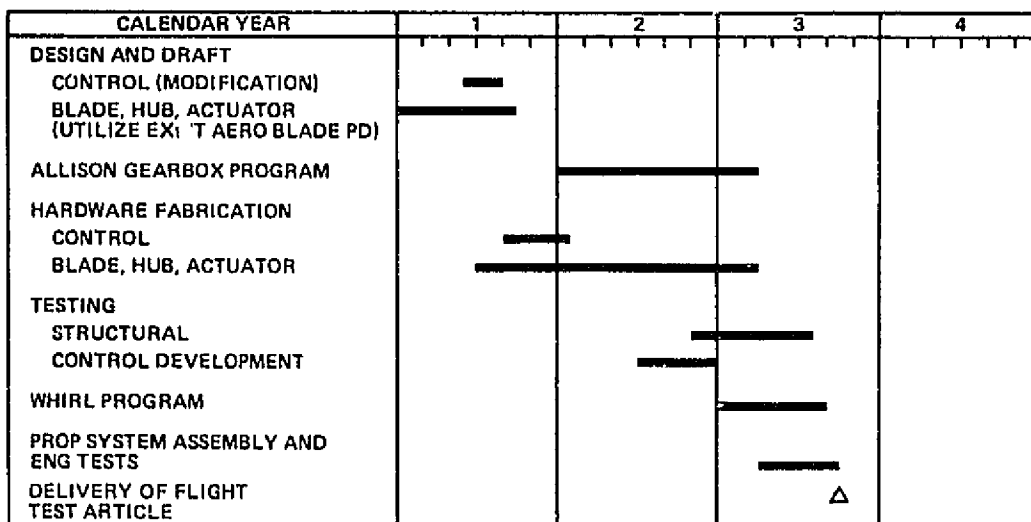 CALENDAR YEAR 1 2 3 4
DESIGN AND DRAFT
CONTROL (MODIFICATION)
BLADE, HUB, ACTUATOR
(UTILIZE 'T AERO BLADE PD)
ALLISON GEARBOX PROGRAM
HARDWARE FABRICATION
CONTROL
BLADE, HUB, ACTUATOR
TESTING
STRUCTURAL
CONTROL DEVELOPMENT
WHIRL PROGRAM
PROP SYSTEM ASSEMBLY AND
ENG TESTS
DELIVERY OF FLIGHT
TEST ARTICLE